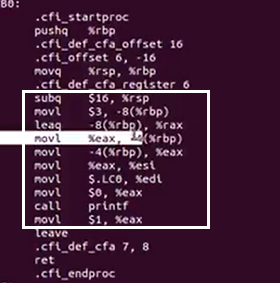 B0:
.cfi_startproc
pushq %rbp
.cfi_def_cfa_offset 16
.cfi_offset 6, -16
movq %rsp, %rbp
.cfi_def_cfa_register 6
subq $16, %rsp
movl $3, -8(%rbp)
leaq -8(%rbp), %rax
movl %eax, (%rbp)
movl -4(%rbp), %eax
movl %eax, %esi
movl $.LC0, %edi
movl $0, %eax
call printf
movl $1, %eax
leave
.cfi_def_cfa 7, 8
ret
.cfi_endproc